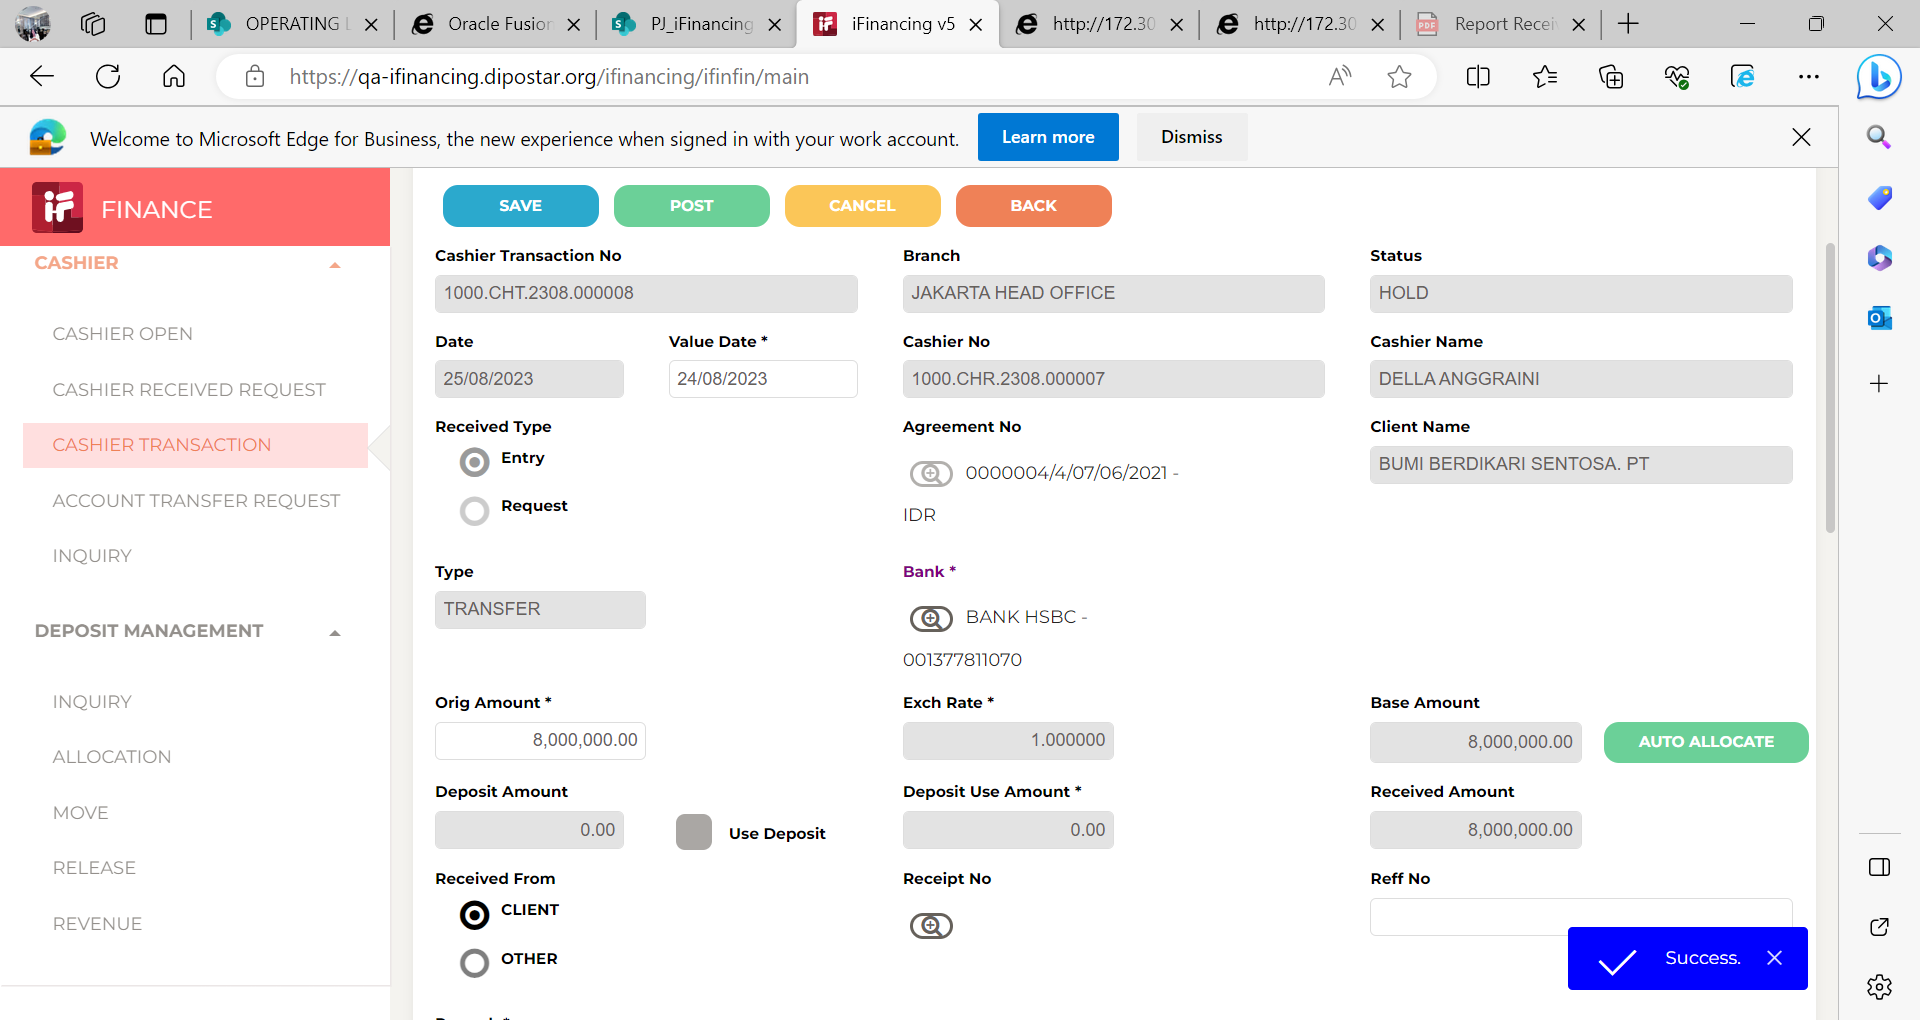 OPERATING L
Oracle Fusion
PJ_iFinancing
iFinancing v5
http://172.30
http://172.30
Report Recei
https://qa-ifinancing.dipostar.org/ifinancing/ifinfin/main
Welcome to Microsoft Edge for Business, the new experience when signed in with your work account.
Learn more
Dismiss
iF FINANCE
SAVE POST CANCEL BACK
CASHIER
CASHIER OPEN
CASHIER RECEIVED REQUEST
CASHIER TRANSACTION
ACCOUNT TRANSFER REQUEST
INQUIRY
DEPOSIT MANAGEMENT
INQUIRY
ALLOCATION
MOVE
RELEASE
REVENUE
Cashier Transaction No
1000.CHT.2308.000008
Branch
JAKARTA HEAD OFFICE
Status
HOLD
Date
25/08/2023
Value Date *
24/08/2023
Cashier No
1000.CHR.2308.000007
Cashier Name
DELLA ANGGRAINI
Received Type
Entry
Request
Agreement No
0000004/4/07/06/2021 -
IDR
Client Name
BUMI BERDIKARI SENTOSA. PT
Type
TRANSFER
Bank *
BANK HSBC -
001377811070
Orig Amount *
8,000,000.00
Exch Rate *
1.000000
Base Amount
8,000,000.00
AUTO ALLOCATE
Deposit Amount
0.00
Use Deposit
Deposit Use Amount *
0.00
Received Amount
8,000,000.00
Received From
CLIENT
OTHER
Receipt No
Reff No
Success.